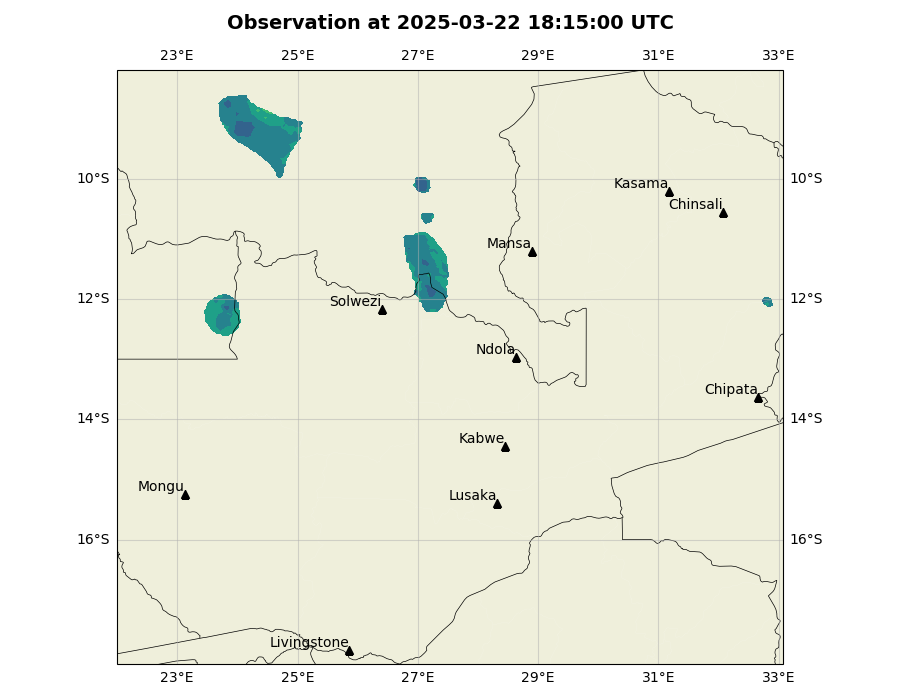 Observation at 2025-03-22 18:15:00 UTC
23°E 25°E 27°E 29°E 31°E 33°E
10°S 10°S
Kasama
Chinsali
Mansa
12°S 12°S
Solwezi
Ndola
Chipata
14°S 14°S
Kabwe
Mongu
Lusaka
16°S 16°S
Livingstone
23°E 25°E 27°E 29°E 31°E 33°E